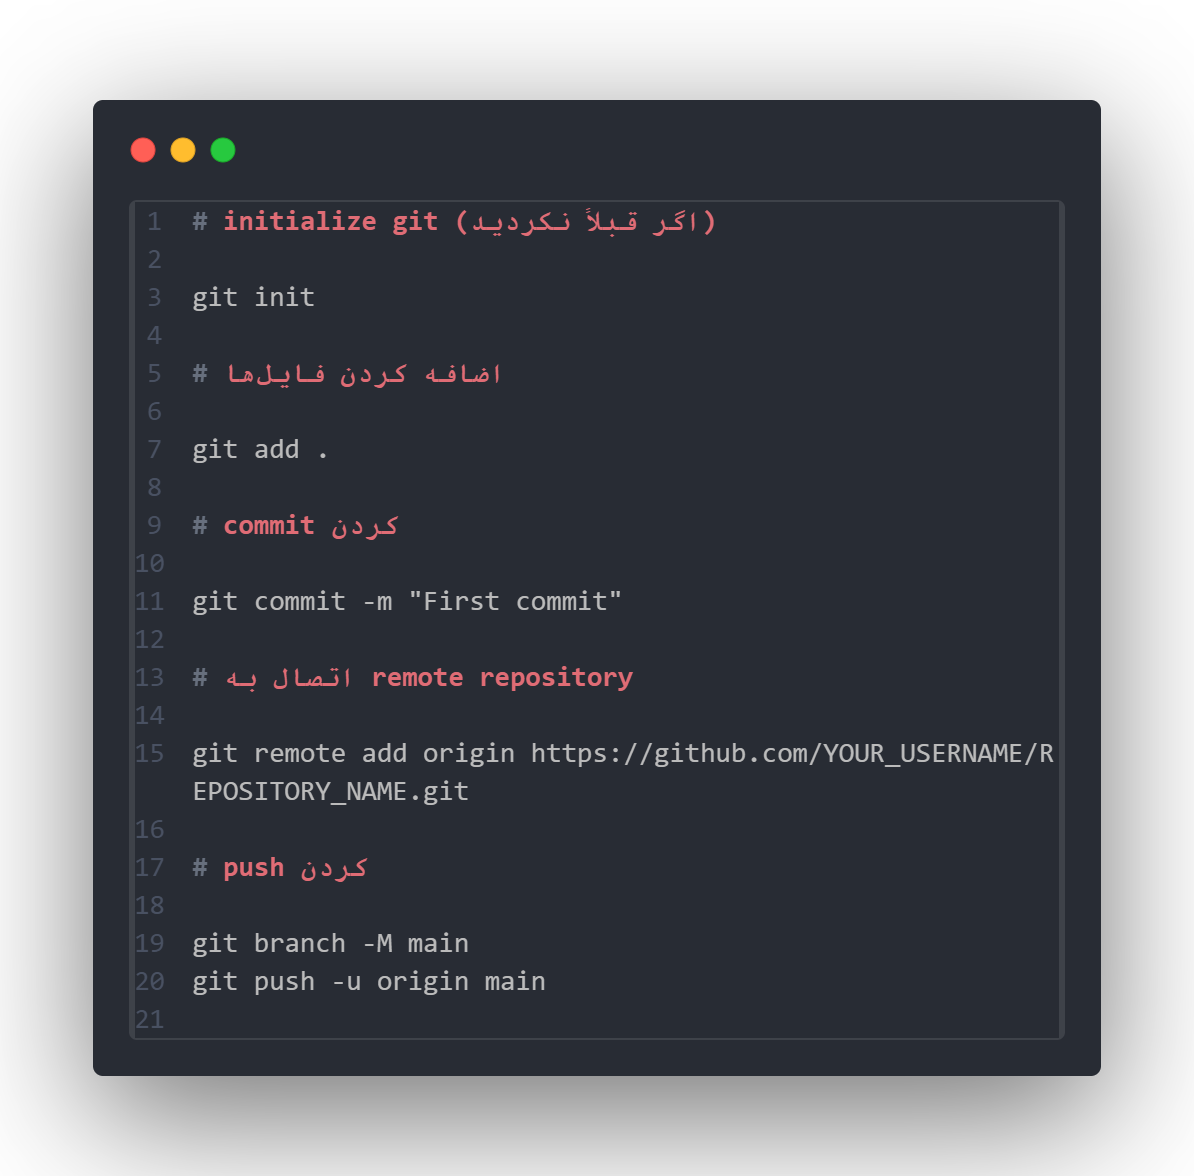 1 # initialize git (اگر قبلاً نکردید)
2
3 git init
4
5 # اضافه کردن فایل‌ها
6
7 git add .
8
9 # commit کردن
10
11 git commit -m "First commit"
12
13 # اتصال به remote repository
14
15 git remote add origin https://github.com/YOUR_USERNAME/R
EPOSITORY_NAME.git
16
17 # push کردن
18
19 git branch -M main
20 git push -u origin main
21